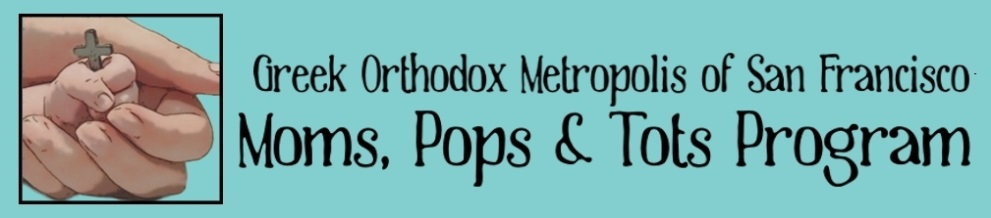 Greek Orthodox Metropolis of San Francisco
Moms, Pops & Tots Program